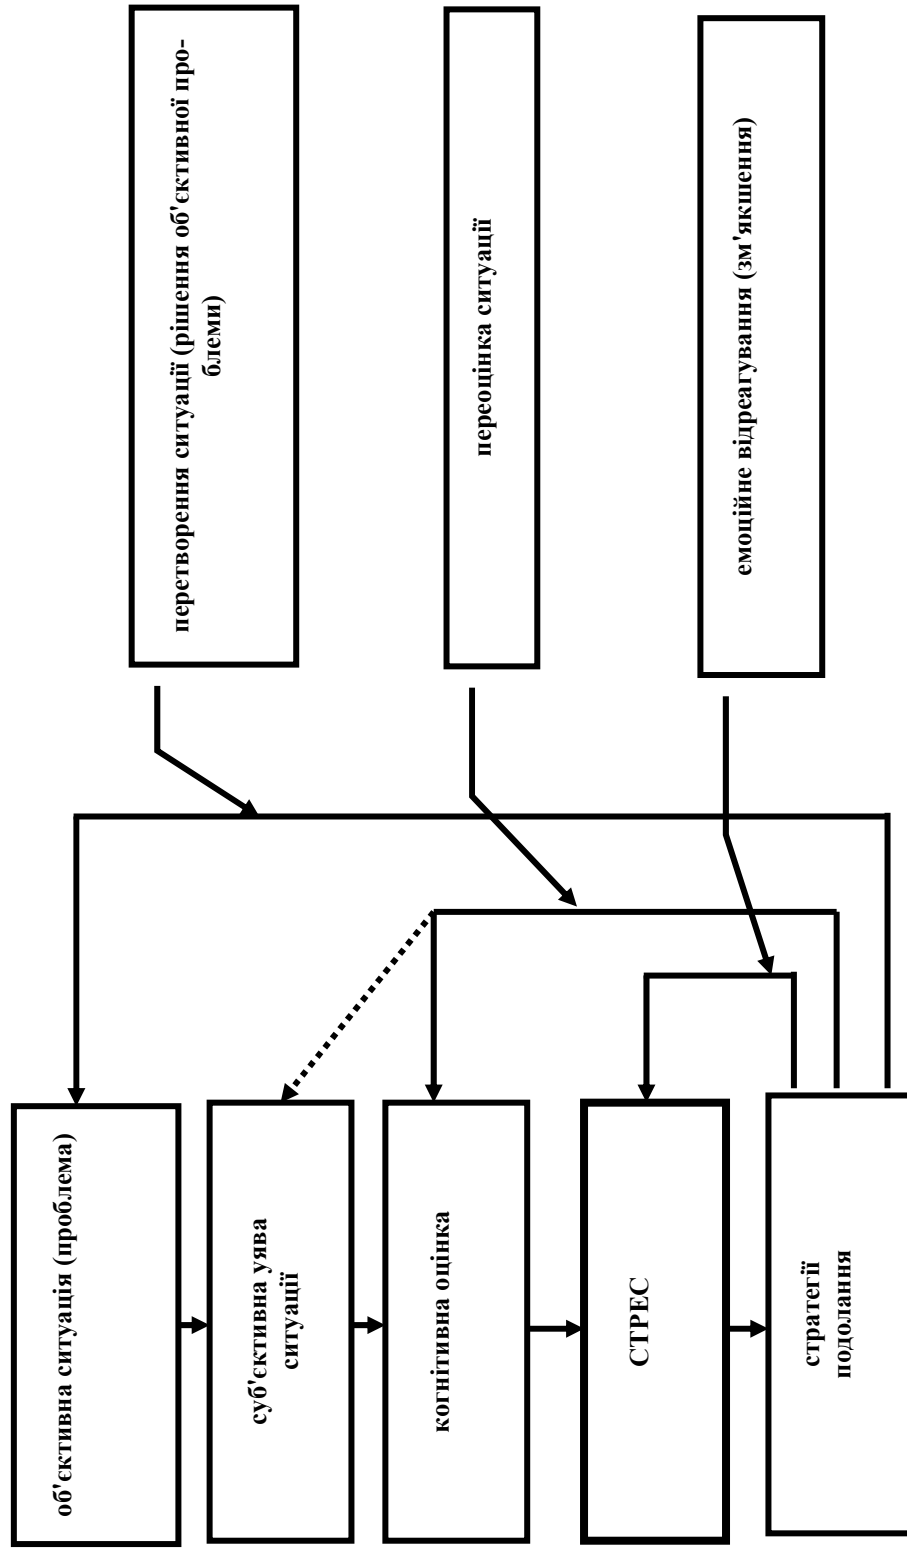 перетворення ситуації (рішення об'єктивної про-
блеми)
переоцінка ситуації
емоційне відреагування (зм'якшення)
об'єктивна ситуація (проблема)
суб'єктивна уява
ситуації
когнітивна оцінка
СТРЕС
стратегії
подолання